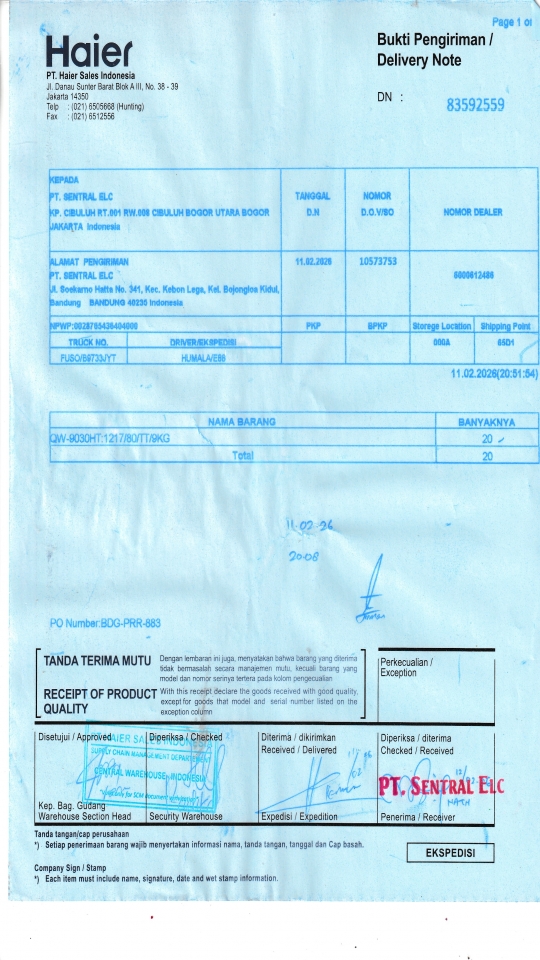 Page 1 of
Haier
Bukti Pengiriman /
Delivery Note
PT. Haier Sales Indonesia
Jl. Danau Sunter Barat Blok A III, No. 38 - 39
Jakarta 14350
Telp : (021) 6505668 (Hunting)
Fax : (021) 6512556
DN : 83592559
KEPADA
PT. SENTRAL ELC
KP. CIBULUH RT.001 RW.008 CIBULUH BOGOR UTARA BOGOR
JAKARTA Indonesia
TANGGAL
D.N
NOMOR
D.O.V/SO
NOMOR DEALER
ALAMAT PENGIRIMAN
PT. SENTRAL ELC
Jl. Soekarno Hatta No. 341, Kec. Kebon Lega, Kel. Bojongloa Kidul,
Bandung BANDUNG 40235 Indonesia
11.02.2026
10573753
NPWP:
PKP
BPKP
Storege Location
Shipping Point
TRUCK NO.
DRIVER/EKSPEDISI
000A
65D1
FUSO/B9733JYT
HUMALA/E88
11.02.2026(20:51:54)
NAMA BARANG
BANYAKNYA
QW-9030HT:1217/80/TT/9KG
20
Total
20
11-02-26
20.08
PO Number:BDG-PRR-883
TANDA TERIMA MUTU
Dengan lembaran ini juga, menyatakan bahwa barang yang diterima
tidak bermasalah secara manajemen mutu, kecuali barang yang
model dan nomor serinya tertera pada kolom pengecualian
RECEIPT OF PRODUCT
QUALITY
With this receipt declare the goods received with good quality,
except for goods that model and serial number listed on the
exception column
Perkecualian /
Exception
Disetujui / Approved
Diperiksa / Checked
Diterima / dikirimkan
Received / Delivered
Diperiksa / diterima
Checked / Received
HAIER SALES INDONESIA
SUPPLY CHAIN MANAGEMENT DEPARTEMENT
CENTRAL WAREHOUSE - INDONESIA
PT. SENTRAL ELC
Kep. Bag. Gudang
Warehouse Section Head
Security Warehouse
Expedisi / Expedition
Penerima / Receiver
Tanda tangan/cap perusahaan
*) Setiap penerimaan barang wajib menyertakan informasi nama, tanda tangan, tanggal dan Cap basah.
EKSPEDISI
Company Sign / Stamp
*) Each item must include name, signature, date and wet stamp information.